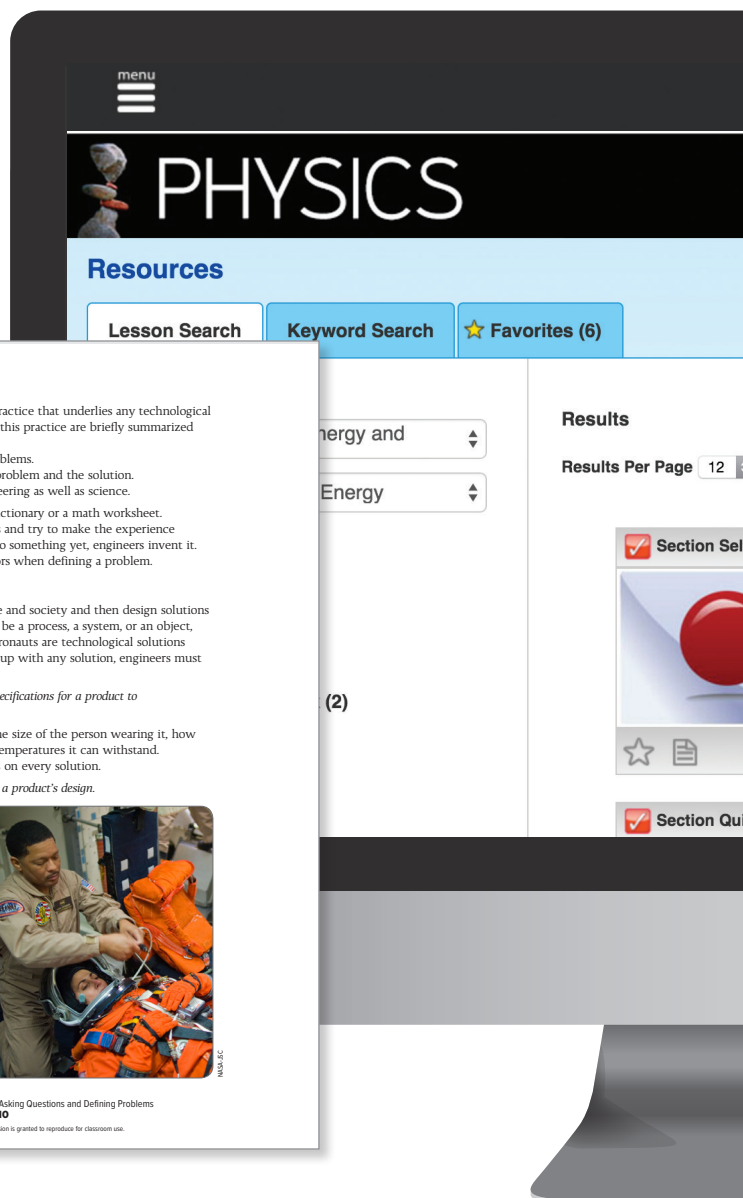 menu
PHYSICS
Resources
Lesson Search
Keyword Search
Favorites (6)
nergy and
Energy
(2)
Results
Results Per Page 12
Section Sel
Section Qui
ractice that underlies any technological
this practice are briefly summarized
blems.
problem and the solution.
eering as well as science.
ctionary or a math worksheet.
s and try to make the experience
o something yet, engineers invent it.
rs when defining a problem.
e and society and then design solutions
be a process, a system, or an object,
ronauts are technological solutions
up with any solution, engineers must
ecifications for a product to
he size of the person wearing it, how
emperatures it can withstand.
s on every solution.
a product's design.
NASA-JSC
Asking Questions and Defining Problems
10
sion is granted to reproduce for classroom use.